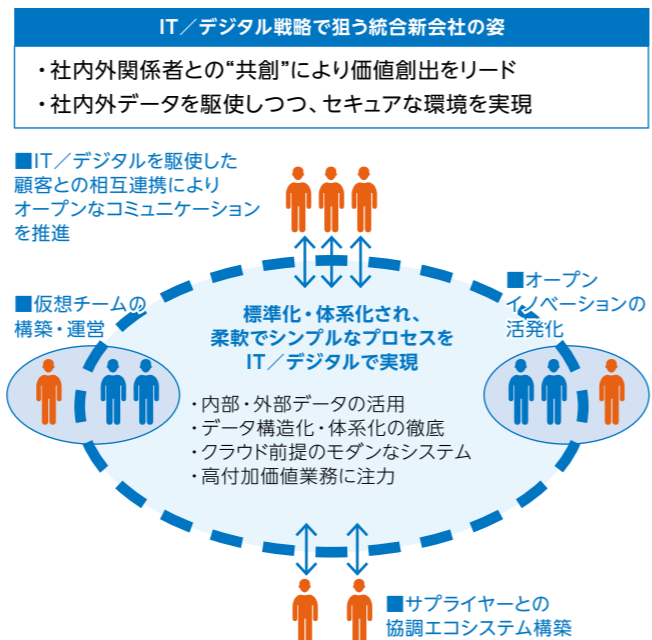 IT／デジタル戦略で狙う統合新会社の姿
・社内外関係者との“共創”により価値創出をリード
・社内外データを駆使しつつ、セキュアな環境を実現
■IT／デジタルを駆使した
顧客との相互連携により
オープンなコミュニケーション
を推進
■仮想チームの
構築・運営
■オープン
イノベーションの
活発化
標準化・体系化され、
柔軟でシンプルなプロセスを
IT／デジタルで実現
・内部・外部データの活用
・データ構造化・体系化の徹底
・クラウド前提のモダンなシステム
・高付加価値業務に注力
■サプライヤーとの
協調エコシステム構築